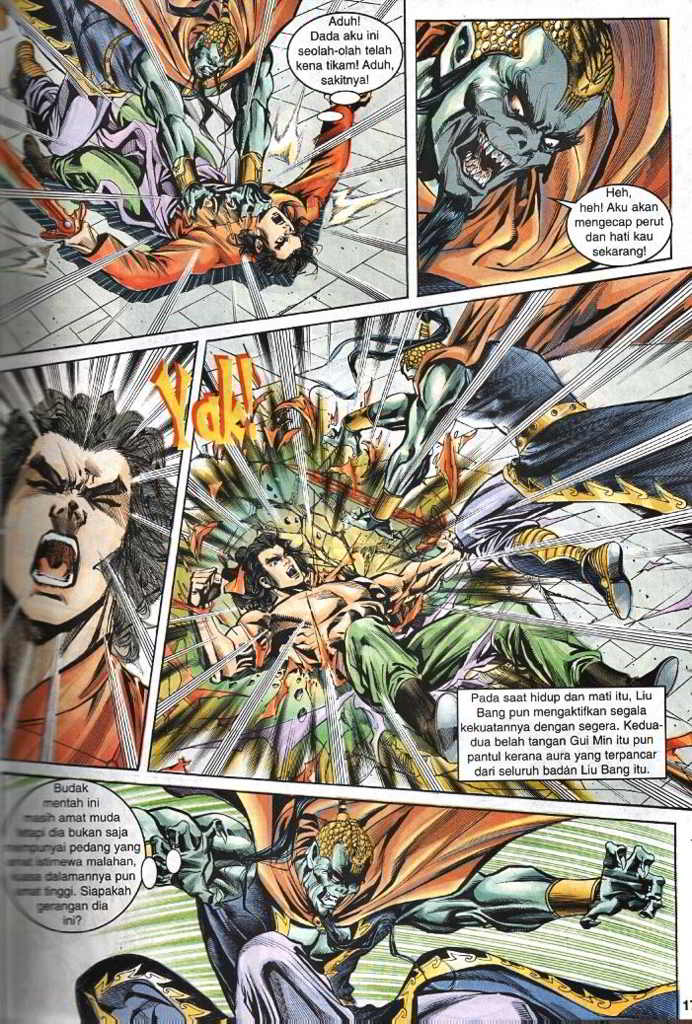 Aduh!
Dada aku ini
seolah-olah telah
kena tikam! Aduh,
sakitnya!
Heh,
heh! Aku akan
mengecap perut
dan hati kau
sekarang!
Yak!
Pada saat hidup dan mati itu, Liu
Bang pun mengaktifkan segala
kekuatannya dengan segera. Kedua-
dua belah tangan Gui Min itu pun
pantul kerana aura yang terpancar
dari seluruh badan Liu Bang itu.
Budak
mentah ini
masih amat muda
tetapi dia bukan saja
mempunyai pedang yang
amat istimewa malahan,
kuasa dalamannya pun
amat tinggi. Siapakah
gerangan dia
ini?